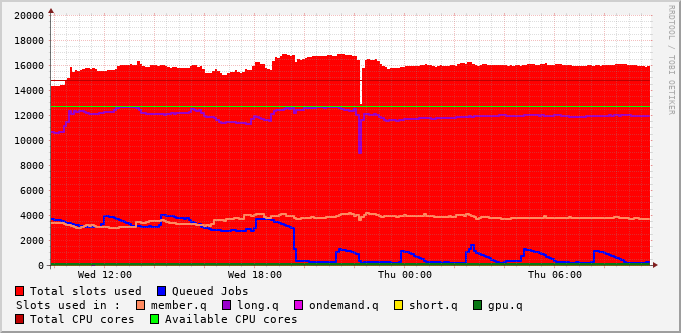 20000
18000
16000
14000
12000
10000
8000
6000
4000
2000
0
Wed 12:00 Wed 18:00 Thu 00:00 Thu 06:00
Total slots used Queued Jobs
Slots used in : member.q long.q ondemand.q short.q gpu.q
Total CPU cores Available CPU cores
RRDTOOL / TOBI OETIKER